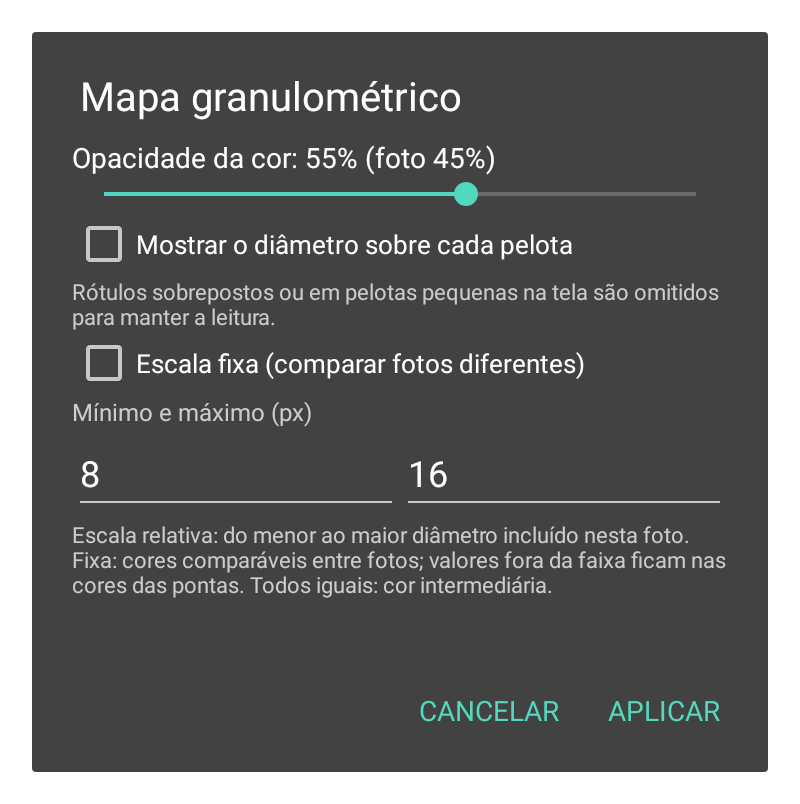 Mapa granulométrico
Opacidade da cor: 55% (foto 45%)
Mostrar o diâmetro sobre cada pelota
Rótulos sobrepostos ou em pelotas pequenas na tela são omitidos
para manter a leitura.
Escala fixa (comparar fotos diferentes)
Mínimo e máximo (px)
8 16
Escala relativa: do menor ao maior diâmetro incluído nesta foto.
Fixa: cores comparáveis entre fotos; valores fora da faixa ficam nas
cores das pontas. Todos iguais: cor intermediária.
CANCELAR APLICAR